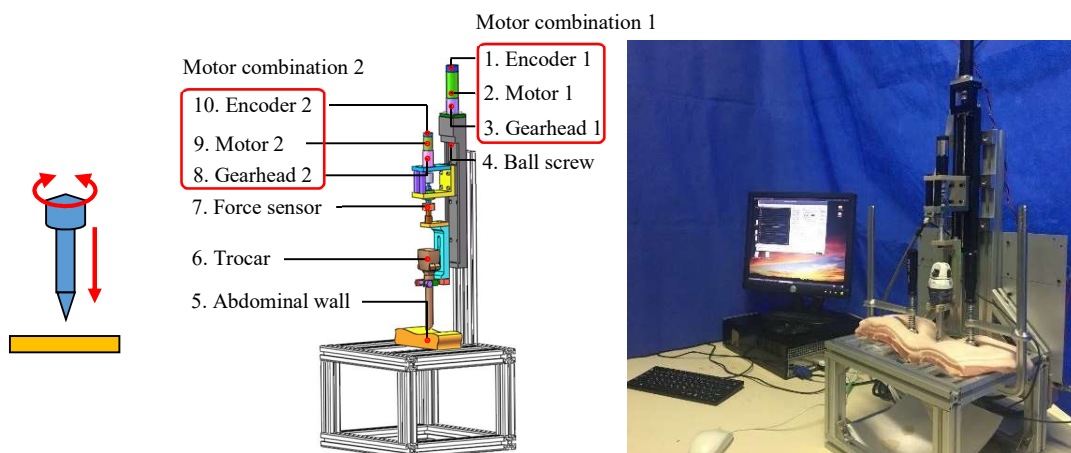 Motor combination 1
1. Encoder 1
2. Motor 1
3. Gearhead 1
4. Ball screw
Motor combination 2
10. Encoder 2
9. Motor 2
8. Gearhead 2
7. Force sensor
6. Trocar
5. Abdominal wall